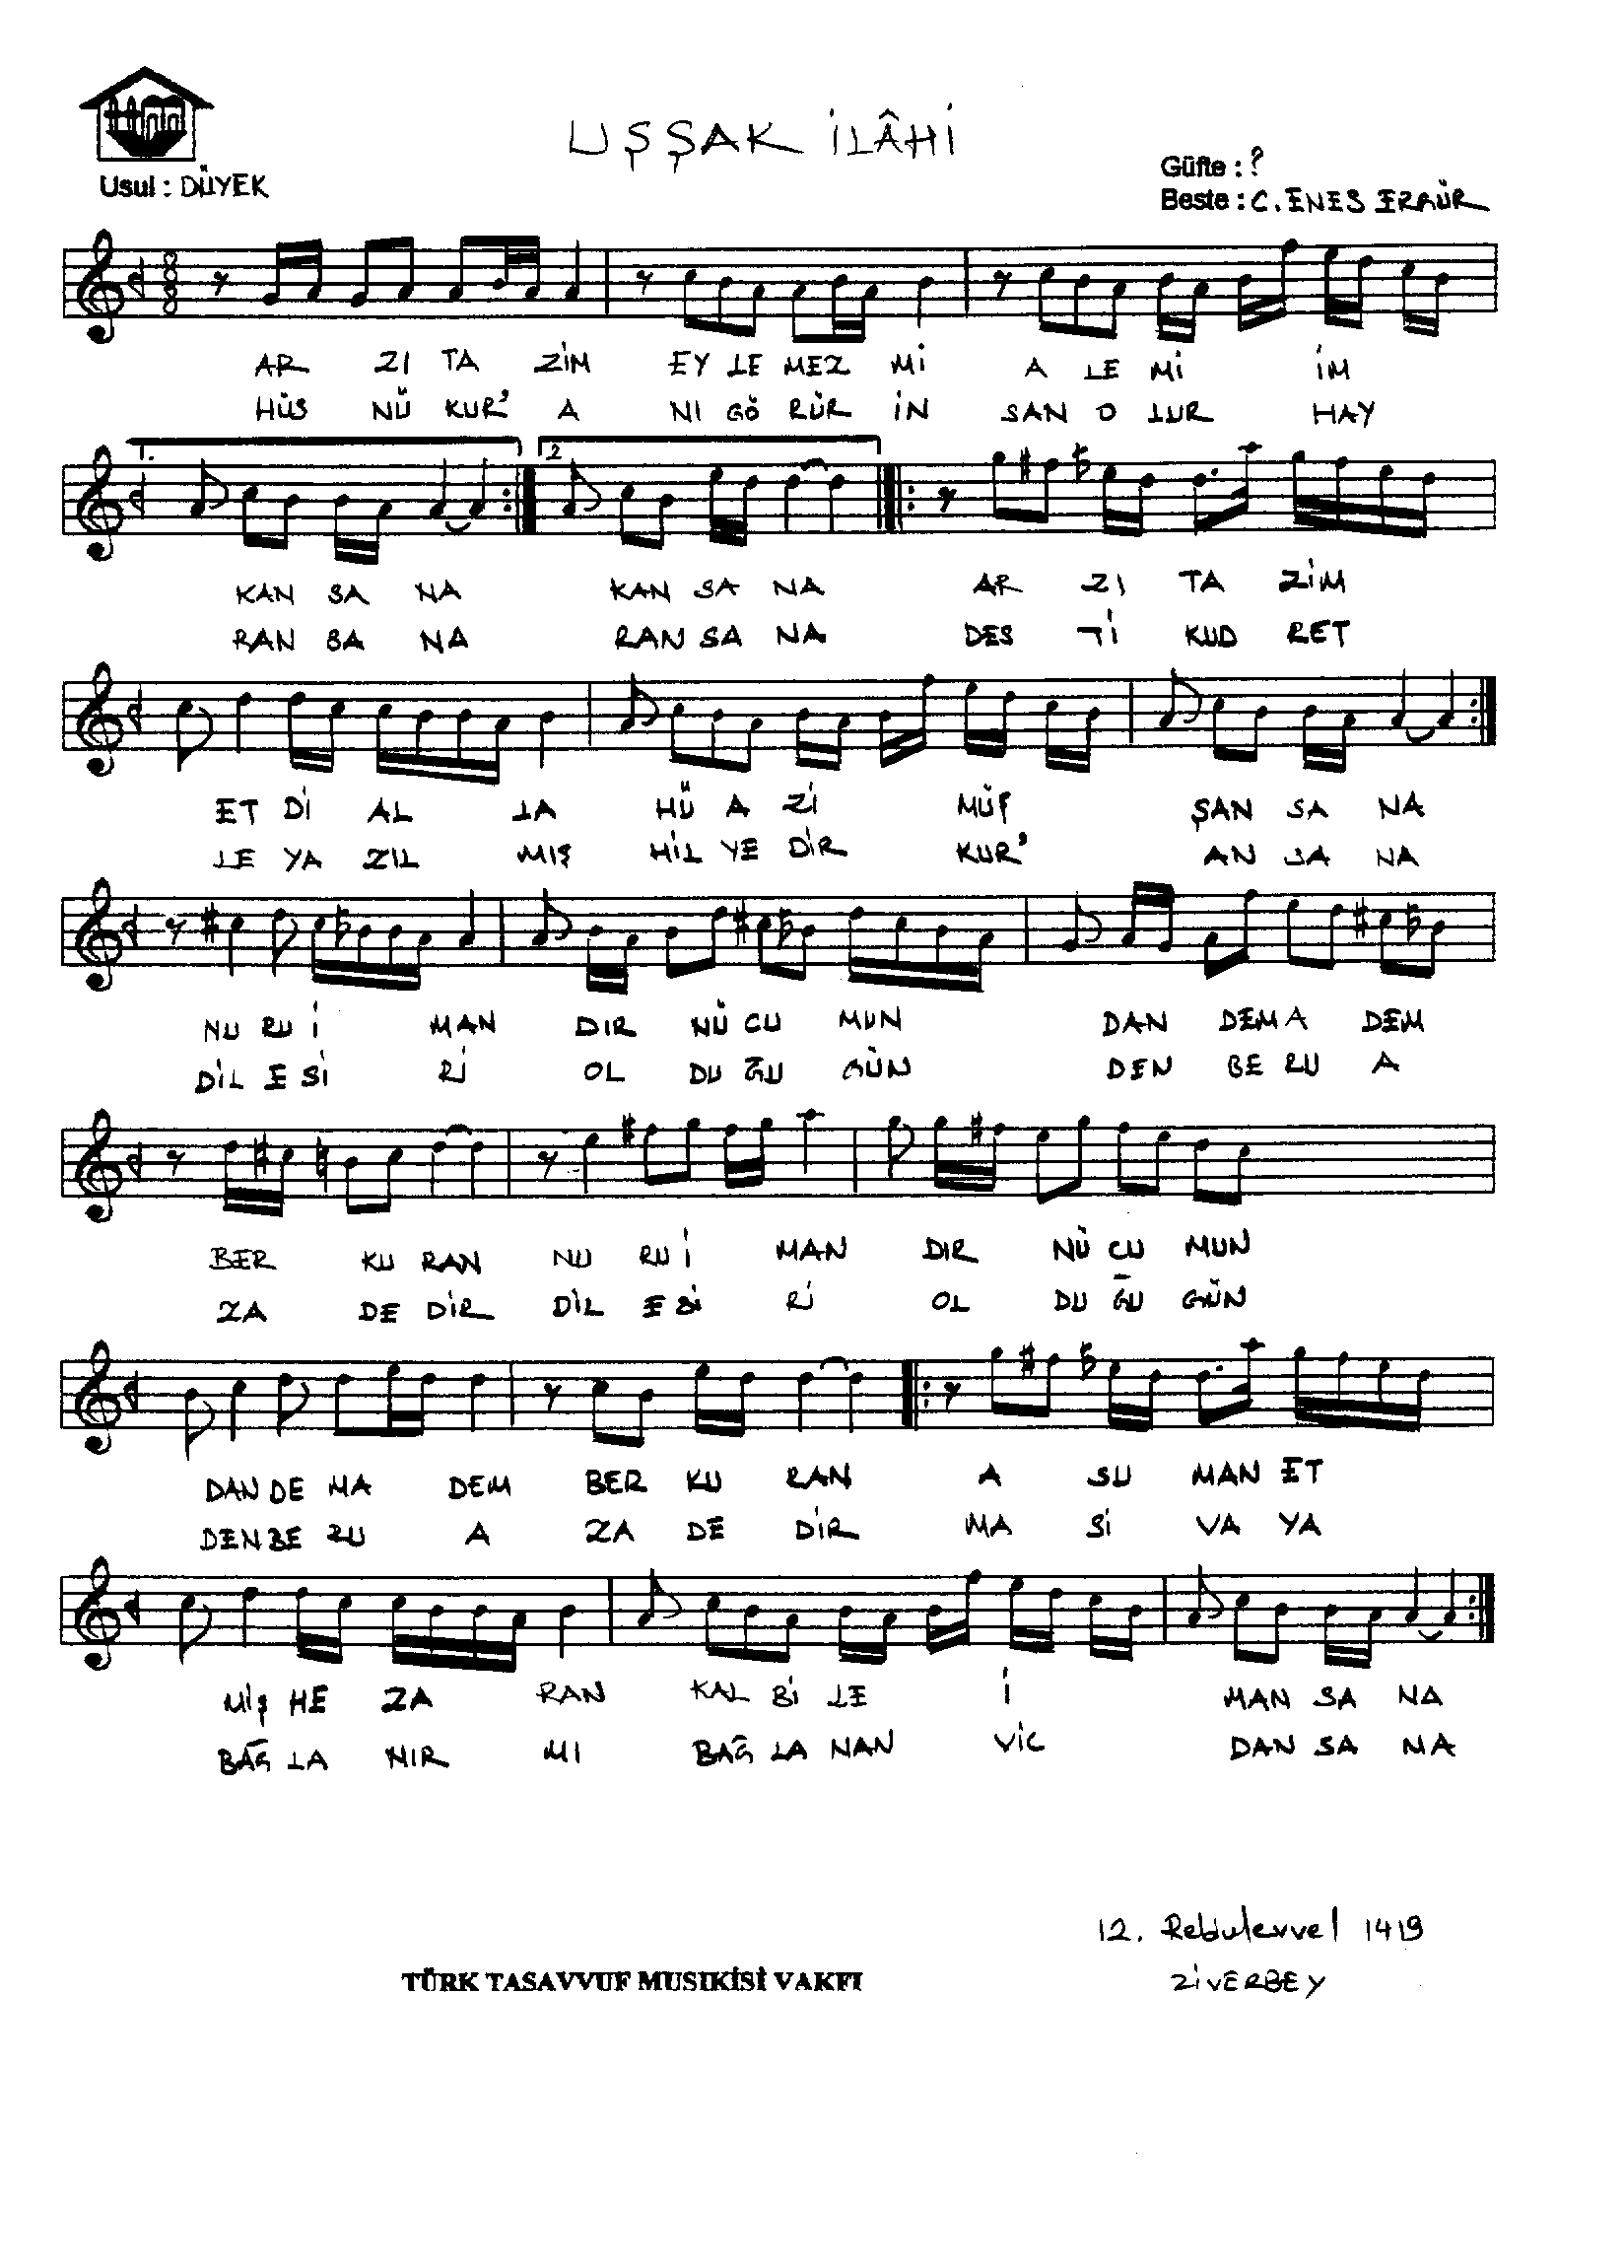 UŞŞAK İLÂHİ
Usul : DÜYEK
Güfte : ?
Beste : C. ENES ERGÜR
8
8
AR ZI TA ZİM EY LE MEZ Mİ A LE Mİ İM
HÜS NÜ KUR' A NI GÖ RÜR İN SAN O LUR HAY
1. 2
KAN SA NA KAN SA NA AR ZI TA ZİM
RAN BA NA RAN SA NA DES Tİ KUD RET
ET Dİ AL LA HÜ A Zİ MÜŞ ŞAN SA NA
LE YA ZIL MIŞ HİL YE DİR KUR' AN SA NA
NU RU İ MAN DIR NÜ CU MUN DAN DEM A DEM
DİL E Sİ Rİ OL DU ĞU GÜN DEN BE RU A
BER KU RAN NU RU İ MAN DIR NÜ CU MUN
ZA DE DİR DİL E Sİ Rİ OL DU ĞU GÜN
DAN DE MA DEM BER KU RAN A SU MAN ET
DEN BE RU A ZA DE DİR MA Sİ VA YA
MİŞ HE ZA RAN KAL Bİ LE İ MAN SA NA
BAĞ LA NIR MI BAĞ LA NAN VİC DAN SA NA
12. Rebiulevvel 1419
TÜRK TASAVVUF MUSIKİSİ VAKFI
ZİVERBEY